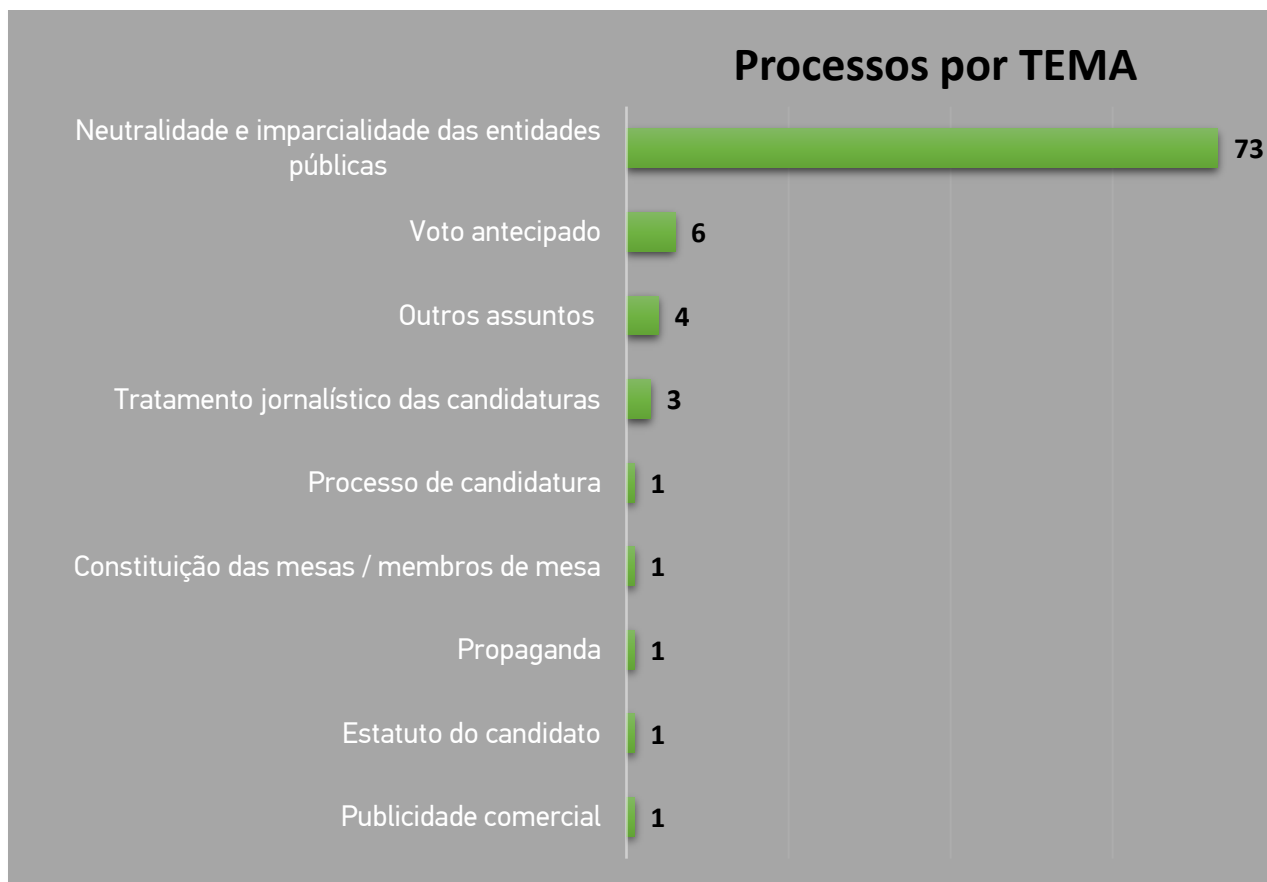 Processos por TEMA
Neutralidade e imparcialidade das entidades
públicas
73
Voto antecipado
6
Outros assuntos
4
Tratamento jornalístico das candidaturas
3
Processo de candidatura
1
Constituição das mesas / membros de mesa
1
Propaganda
1
Estatuto do candidato
1
Publicidade comercial
1